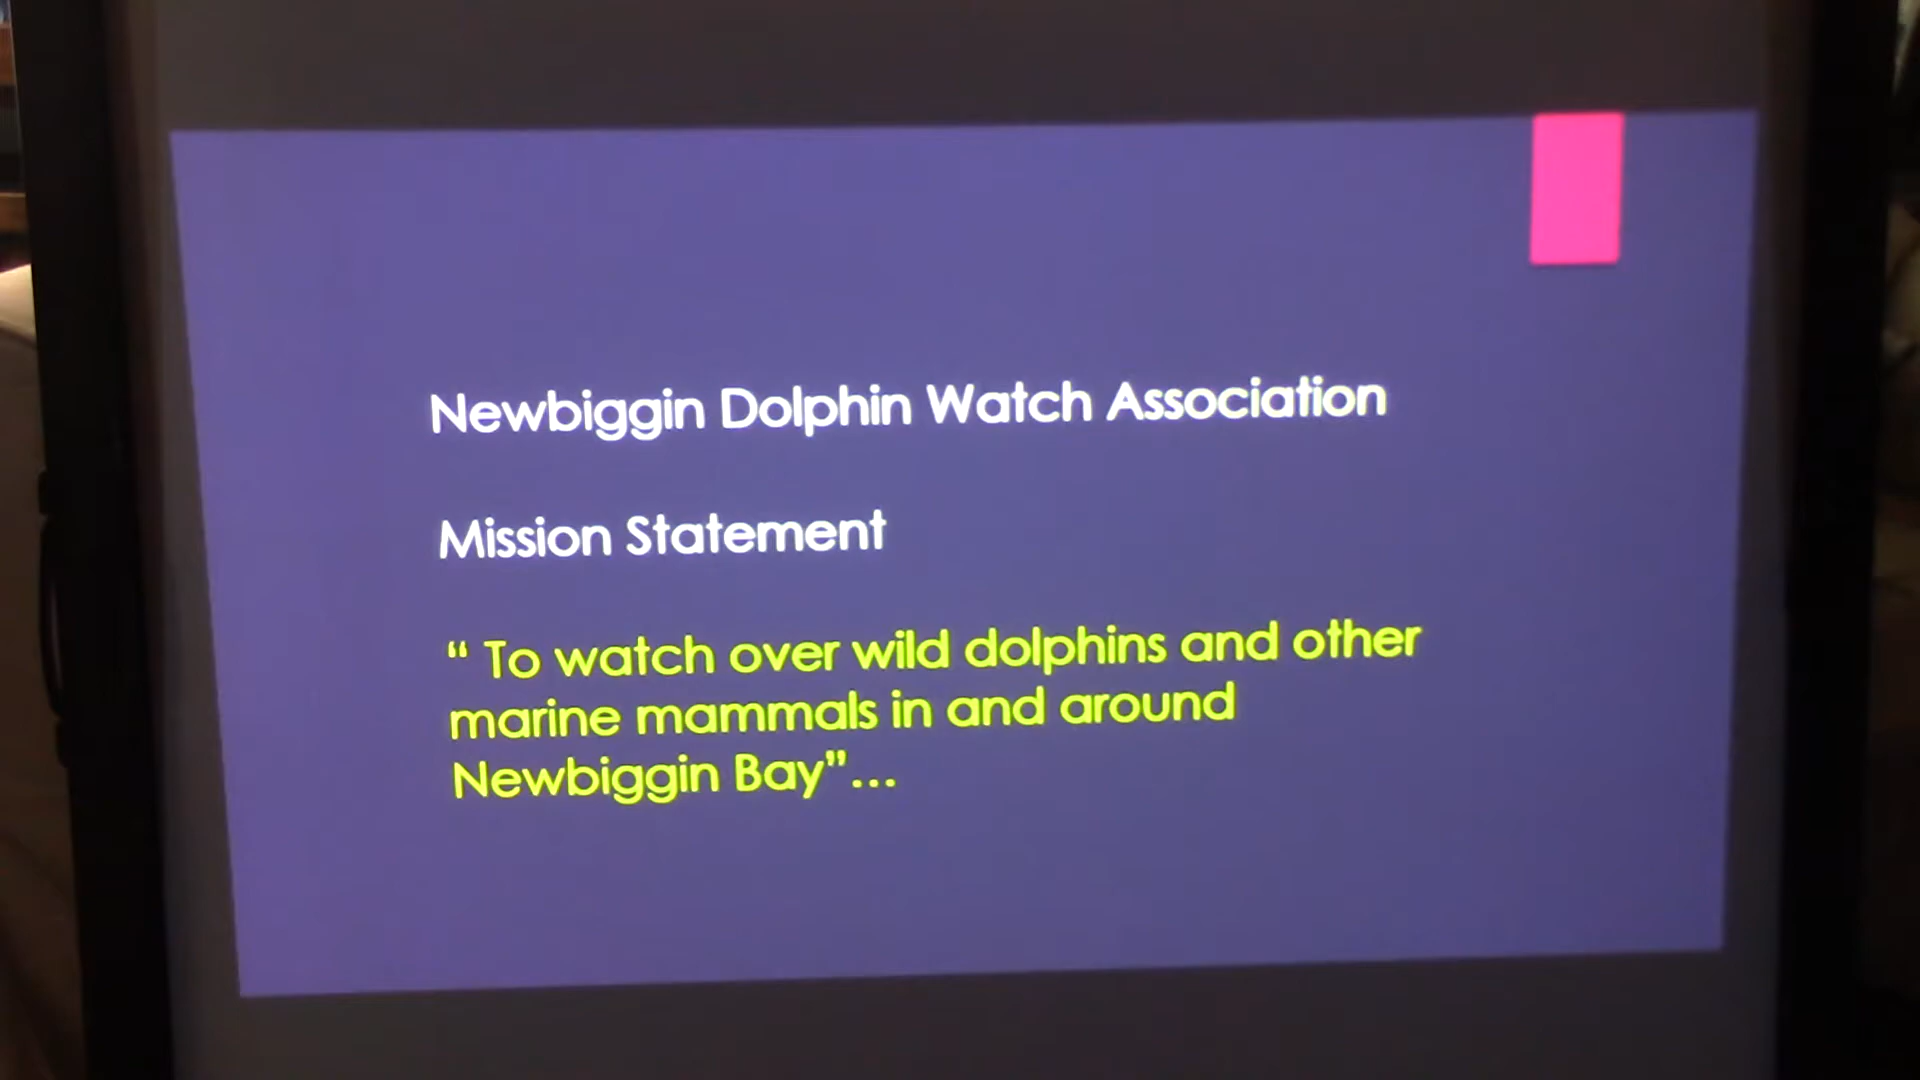 Newbiggin Dolphin Watch Association
Mission Statement
“ To watch over wild dolphins and other
marine mammals in and around
Newbiggin Bay”...